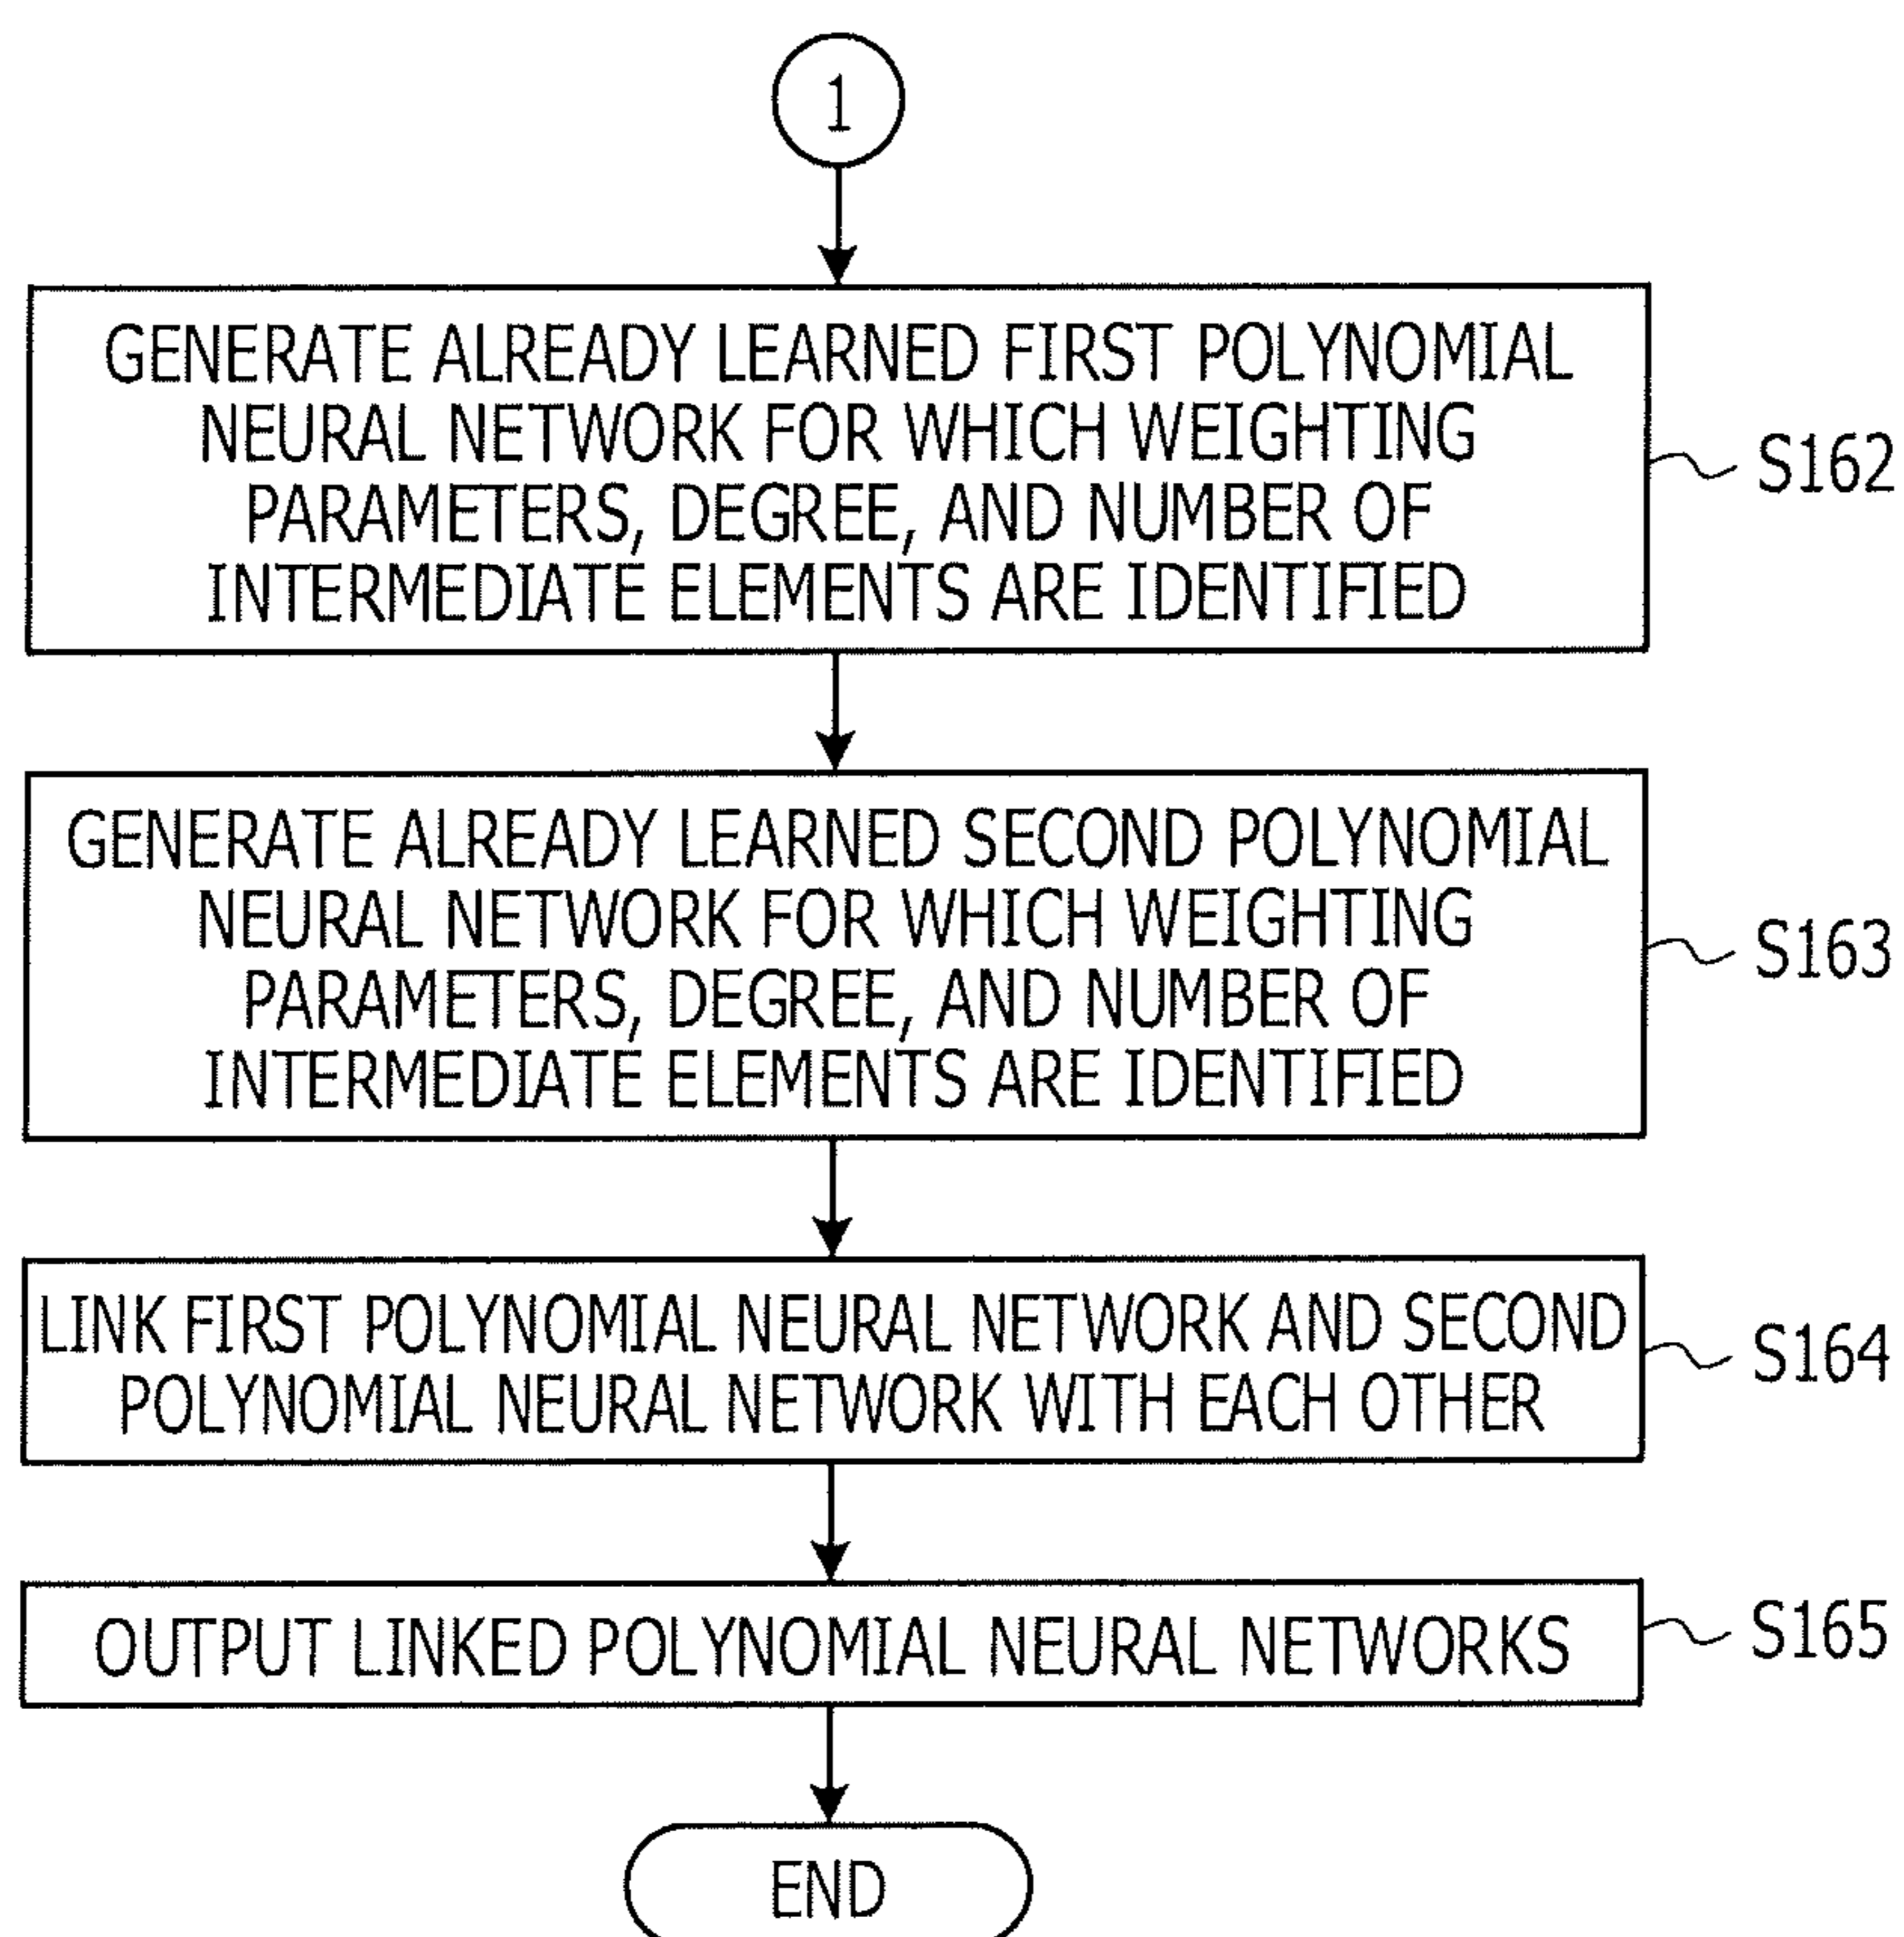 1
GENERATE ALREADY LEARNED FIRST POLYNOMIAL
NEURAL NETWORK FOR WHICH WEIGHTING
PARAMETERS, DEGREE, AND NUMBER OF
INTERMEDIATE ELEMENTS ARE IDENTIFIED
S162
GENERATE ALREADY LEARNED SECOND POLYNOMIAL
NEURAL NETWORK FOR WHICH WEIGHTING
PARAMETERS, DEGREE, AND NUMBER OF
INTERMEDIATE ELEMENTS ARE IDENTIFIED
S163
LINK FIRST POLYNOMIAL NEURAL NETWORK AND SECOND
POLYNOMIAL NEURAL NETWORK WITH EACH OTHER
S164
OUTPUT LINKED POLYNOMIAL NEURAL NETWORKS
S165
END